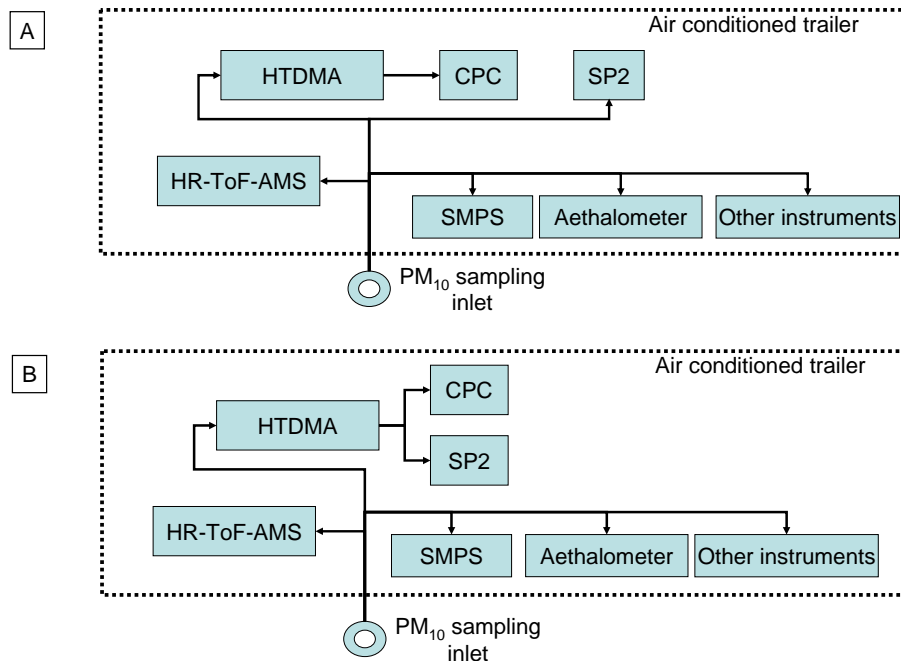 A
Air conditioned trailer
HTDMA
CPC
SP2
HR-ToF-AMS
SMPS
Aethalometer
Other instruments
PM10 sampling
inlet
B
Air conditioned trailer
CPC
HTDMA
SP2
HR-ToF-AMS
SMPS
Aethalometer
Other instruments
PM10 sampling
inlet